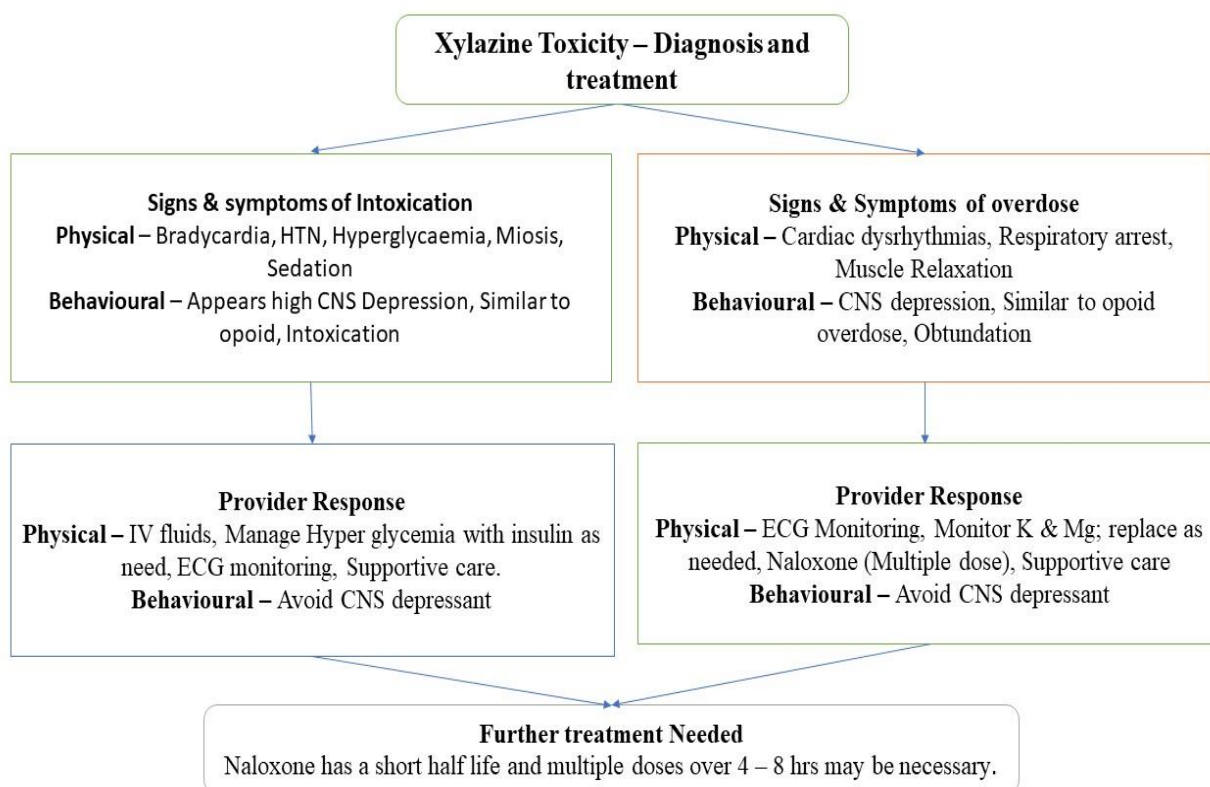 Xylazine Toxicity – Diagnosis and
treatment
Signs & symptoms of Intoxication
Physical – Bradycardia, HTN, Hyperglycaemia, Miosis,
Sedation
Behavioural – Appears high CNS Depression, Similar to
opoid, Intoxication
Signs & Symptoms of overdose
Physical – Cardiac dysrhythmias, Respiratory arrest,
Muscle Relaxation
Behavioural – CNS depression, Similar to opoid
overdose, Obtundation
Provider Response
Physical – IV fluids, Manage Hyper glycemia with insulin as
need, ECG monitoring, Supportive care.
Behavioural – Avoid CNS depressant
Provider Response
Physical – ECG Monitoring, Monitor K & Mg; replace as
needed, Naloxone (Multiple dose), Supportive care
Behavioural – Avoid CNS depressant
Further treatment Needed
Naloxone has a short half life and multiple doses over 4 – 8 hrs may be necessary.